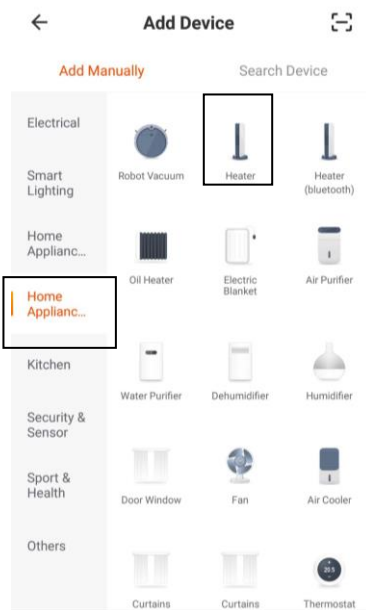 Add Device
Add Manually
Search Device
Electrical
Smart
Lighting
Home
Applianc...
Home
Applianc...
Kitchen
Security &
Sensor
Sport &
Health
Others
Robot Vacuum
Heater
Heater
(bluetooth)
Oil Heater
Electric
Blanket
Air Purifier
Water Purifier
Dehumidifier
Humidifier
Door Window
Fan
Air Cooler
Curtains
Curtains
20.5
Thermostat